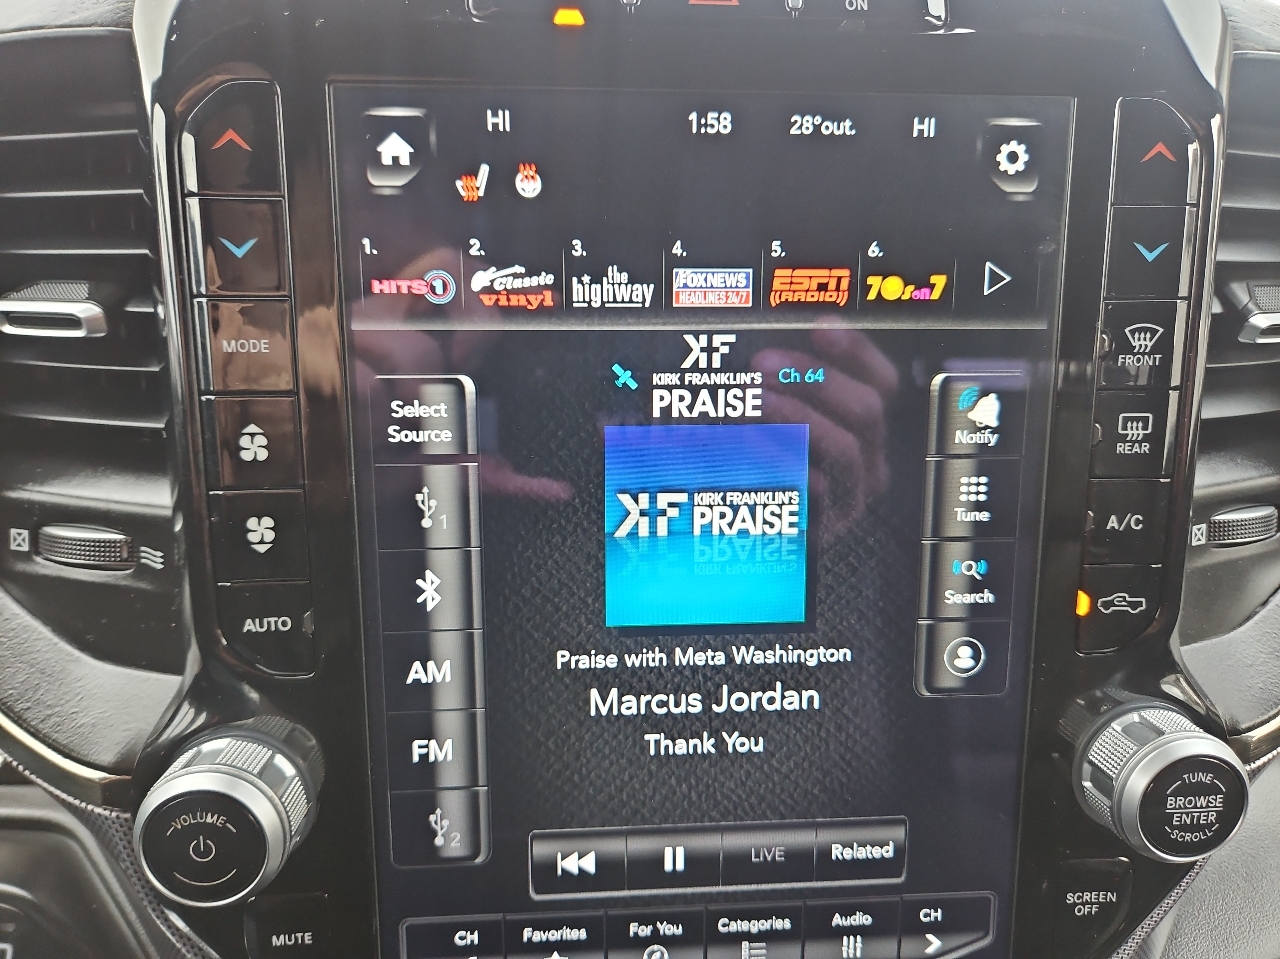 ON
HI
1:58
28°out.
HI
1.
2.
3.
4.
5.
6.
HITS 1
Classic
vinyl
the
highway
FOX NEWS
HEADLINES 24/7
ESPN
RADIO
70s on 7
MODE
AUTO
FRONT
REAR
A/C
KF
KIRK FRANKLIN'S
PRAISE
Ch 64
Select
Source
1
AM
FM
2
Notify
Tune
Search
KF KIRK FRANKLIN'S
PRAISE
Praise with Meta Washington
Marcus Jordan
Thank You
LIVE
Related
CH
Favorites
For You
Categories
Audio
CH
VOLUME
MUTE
TUNE
BROWSE
ENTER
SCROLL
SCREEN
OFF